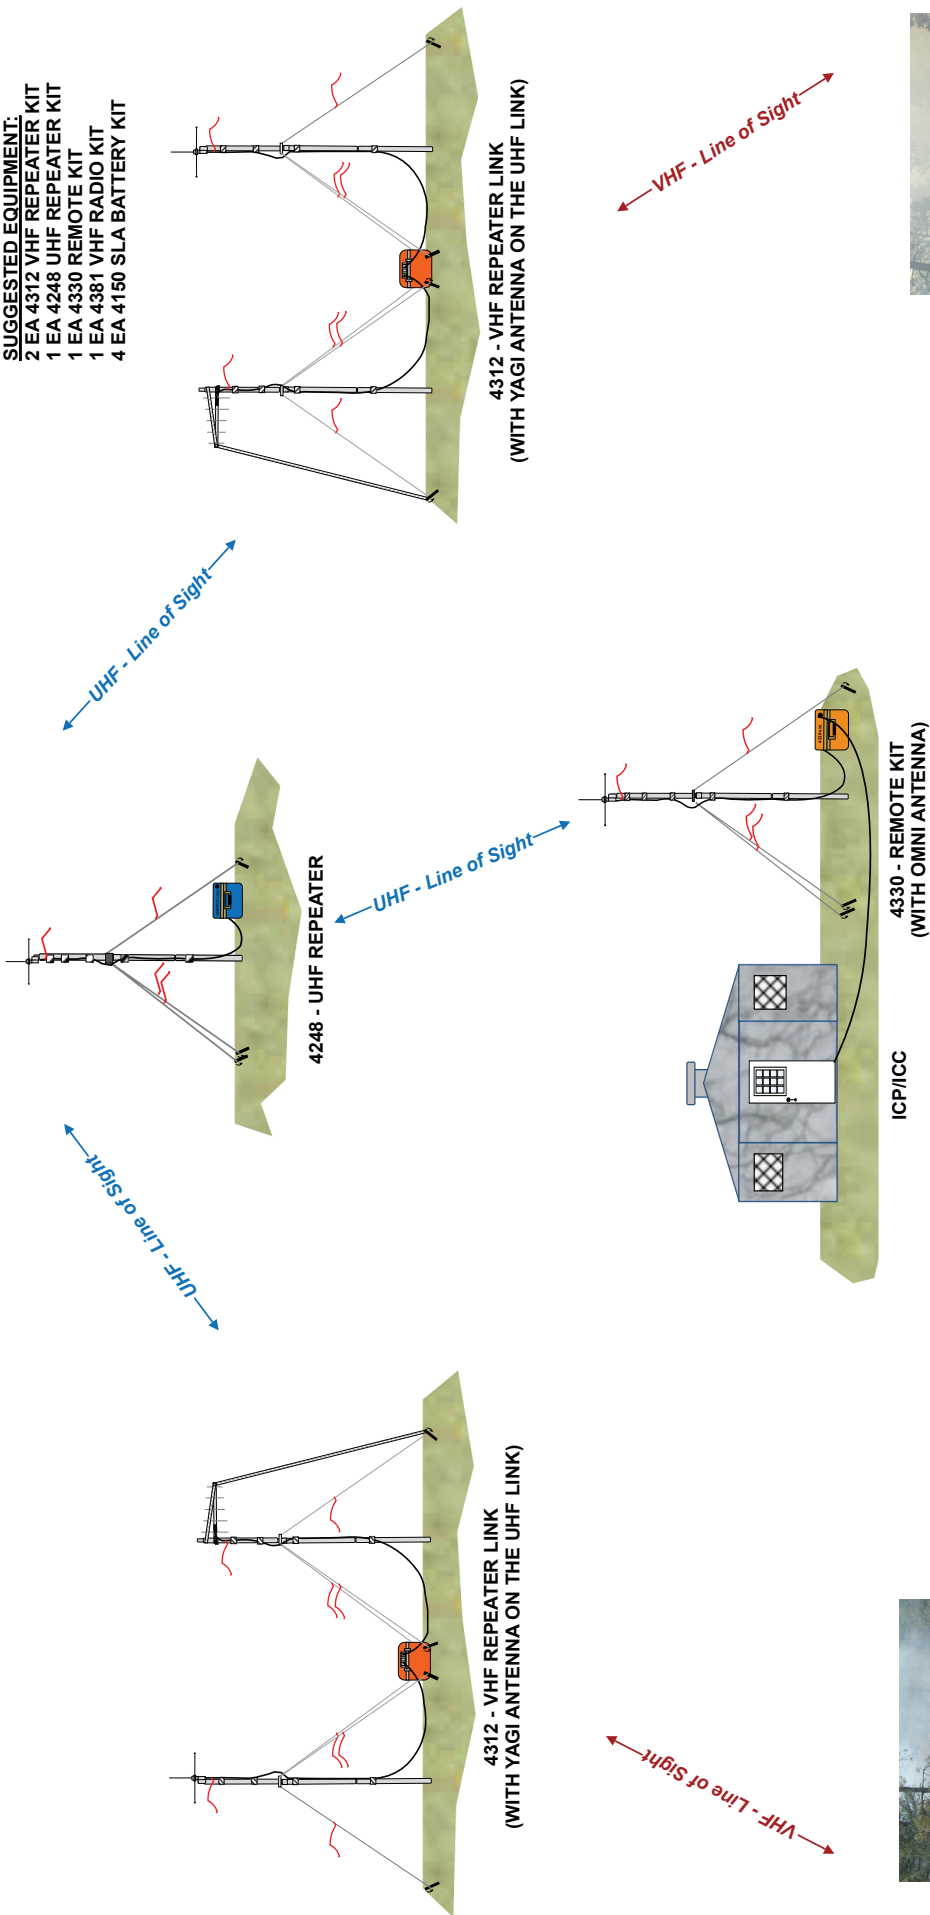 SUGGESTED EQUIPMENT:
2 EA 4312 VHF REPEATER KIT
1 EA 4248 UHF REPEATER KIT
1 EA 4330 REMOTE KIT
1 EA 4381 VHF RADIO KIT
4 EA 4150 SLA BATTERY KIT
UHF - Line of Sight
UHF - Line of Sight
4248 - UHF REPEATER
UHF - Line of Sight
4312 - VHF REPEATER LINK
(WITH YAGI ANTENNA ON THE UHF LINK)
4312 - VHF REPEATER LINK
(WITH YAGI ANTENNA ON THE UHF LINK)
VHF - Line of Sight
VHF - Line of Sight
ICP/ICC
4330 - REMOTE KIT
(WITH OMNI ANTENNA)